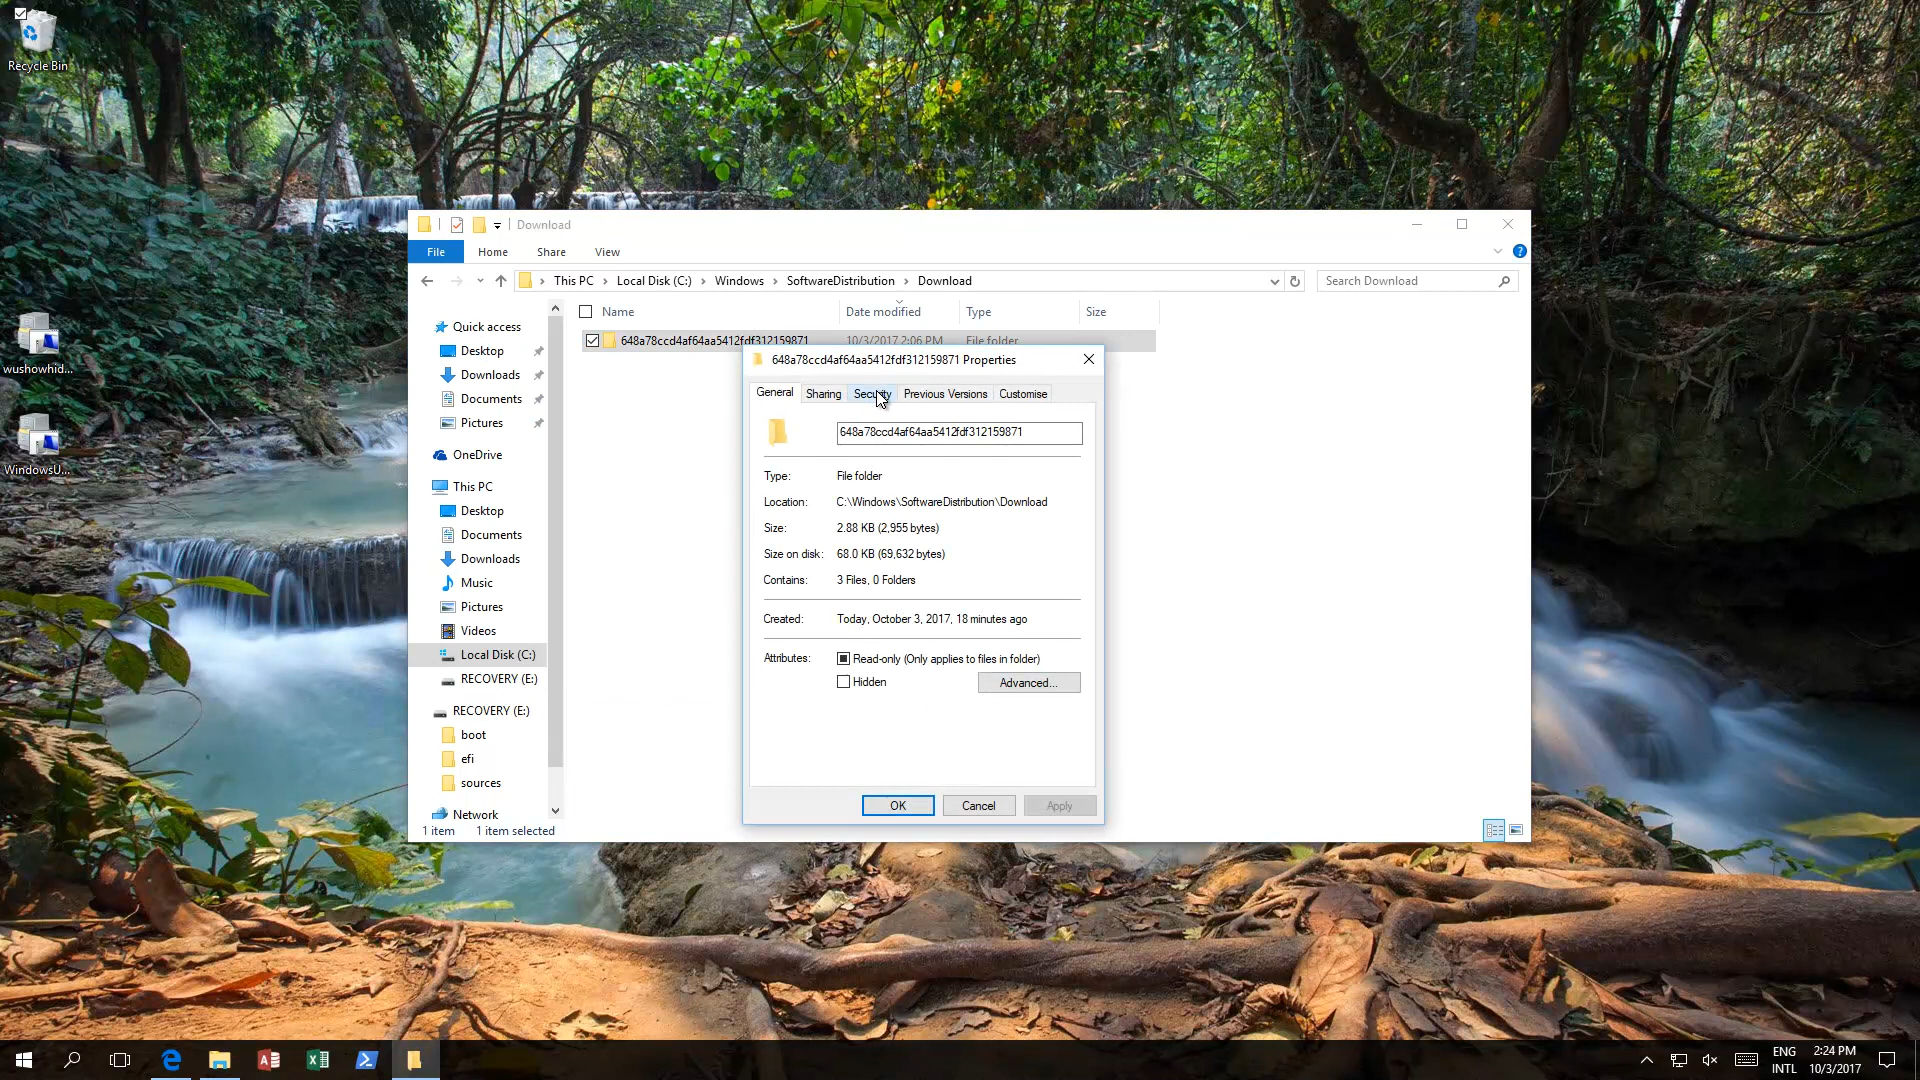 Recycle Bin
wushowhid...
WindowsU...
Download
File Home Share View
This PC Local Disk (C:) Windows SoftwareDistribution Download
Search Download
Name Date modified Type Size
648a78ccd4af64aa5412fdf312159871 10/3/2017 2:06 PM File folder
Quick access
Desktop
Downloads
Documents
Pictures
OneDrive
This PC
Desktop
Documents
Downloads
Music
Pictures
Videos
Local Disk (C:)
RECOVERY (E:)
RECOVERY (E:)
boot
efi
sources
Network
1 item 1 item selected
648a78ccd4af64aa5412fdf312159871 Properties
General Sharing Security Previous Versions Customise
648a78ccd4af64aa5412fdf312159871
Type: File folder
Location: C:\Windows\SoftwareDistribution\Download
Size: 2.88 KB (2,955 bytes)
Size on disk: 68.0 KB (69,632 bytes)
Contains: 3 Files, 0 Folders
Created: Today, October 3, 2017, 18 minutes ago
Attributes: Read-only (Only applies to files in folder)
Hidden Advanced...
OK Cancel Apply
ENG 2:24 PM
INTL 10/3/2017